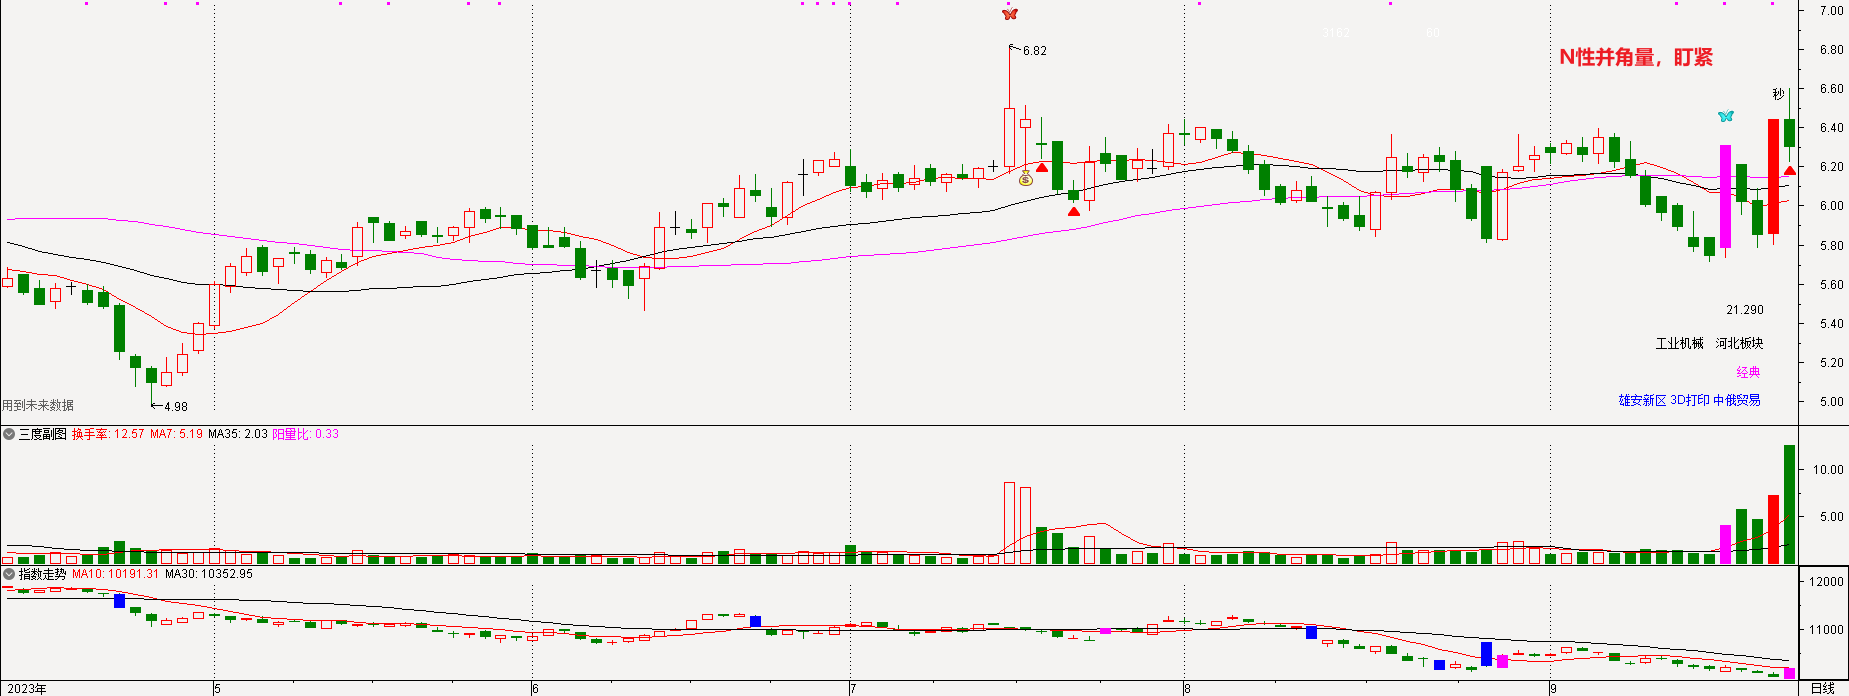 7.00
3162 60
6.82
6.80
N性并角量，盯紧
6.60
秒
6.40
6.20
6.00
5.80
5.60
21.290
5.40
工业机械 河北板块
5.20
经典
雄安新区 3D打印 中俄贸易
5.00
用到未来数据
4.98
三度副图 换手率: 12.57 MA7: 5.19 MA35: 2.03 阳量比: 0.33
10.00
5.00
指数走势 MA10: 10191.31 MA30: 10352.95
12000
11000
2023年 5 6 7 8 9 日线